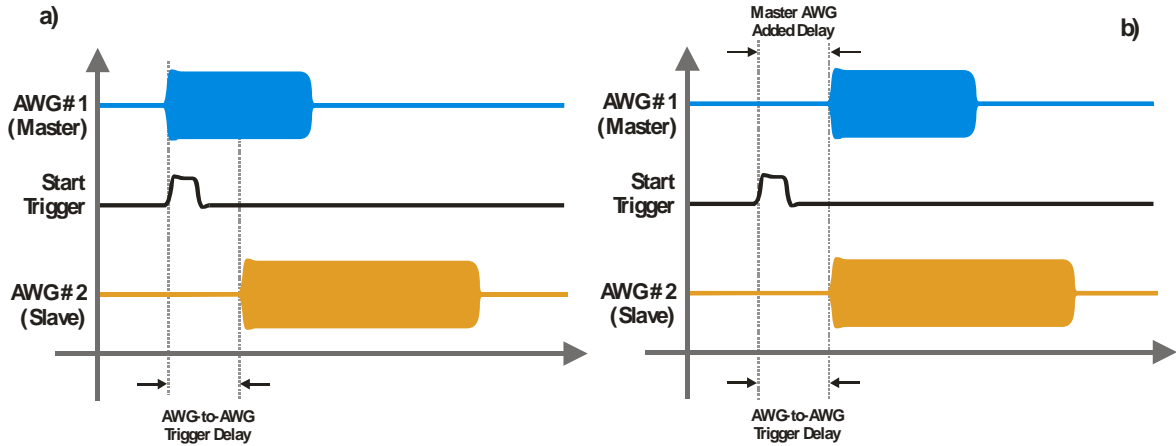 a)
AWG# 1
(Master)
Start
Trigger
AWG# 2
(Slave)
AWG-to-AWG
Trigger Delay
b)
Master AWG
Added Delay
AWG# 1
(Master)
Start
Trigger
AWG# 2
(Slave)
AWG-to-AWG
Trigger Delay